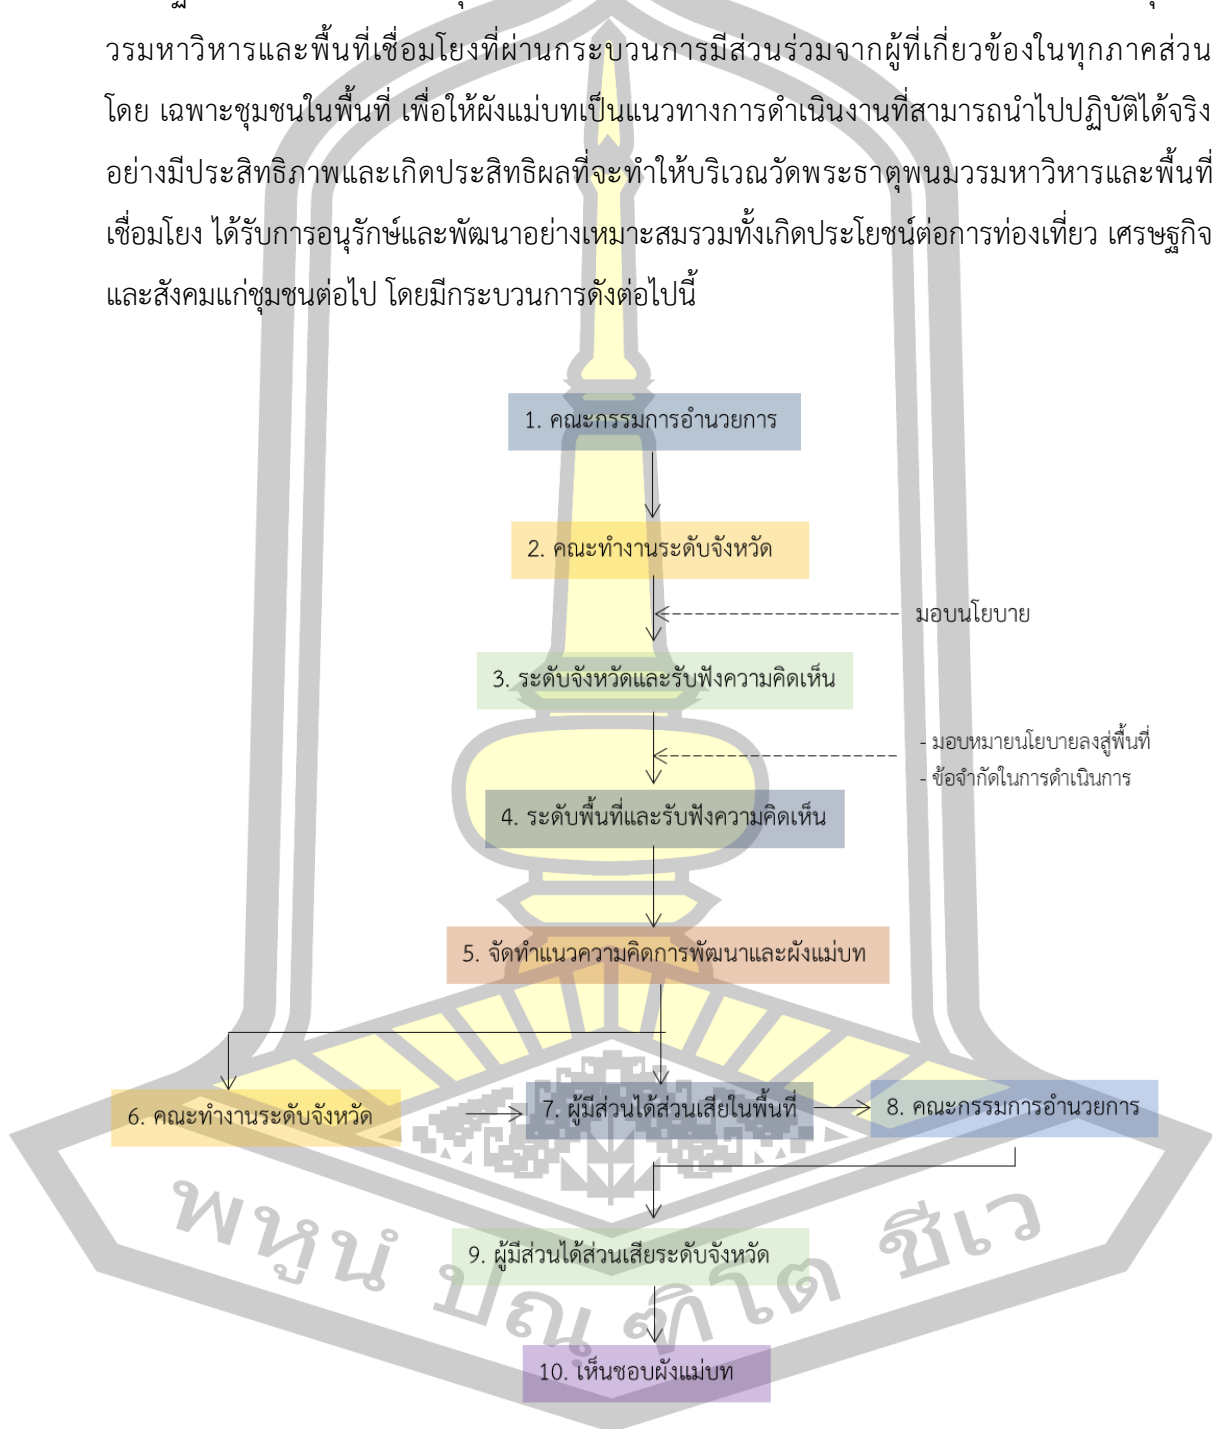 วรมหาวิหารและพื้นที่เชื่อมโยงที่ผ่านกระบวนการมีส่วนร่วมจากผู้ที่เกี่ยวข้องในทุกภาคส่วน
โดย เฉพาะชุมชนในพื้นที่ เพื่อให้ผังแม่บทเป็นแนวทางการดำเนินงานที่สามารถนำไปปฏิบัติได้จริง
อย่างมีประสิทธิภาพและเกิดประสิทธิผลที่จะทำให้บริเวณวัดพระธาตุพนมวรมหาวิหารและพื้นที่
เชื่อมโยง ได้รับการอนุรักษ์และพัฒนาอย่างเหมาะสมรวมทั้งเกิดประโยชน์ต่อการท่องเที่ยว เศรษฐกิจ
และสังคมแก่ชุมชนต่อไป โดยมีกระบวนการดังต่อไปนี้
1. คณะกรรมการอำนวยการ
2. คณะทำงานระดับจังหวัด
มอบนโยบาย
3. ระดับจังหวัดและรับฟังความคิดเห็น
- มอบหมายนโยบายลงสู่พื้นที่
- ข้อจำกัดในการดำเนินการ
4. ระดับพื้นที่และรับฟังความคิดเห็น
5. จัดทำแนวความคิดการพัฒนาและผังแม่บท
6. คณะทำงานระดับจังหวัด
7. ผู้มีส่วนได้ส่วนเสียในพื้นที่
8. คณะกรรมการอำนวยการ
9. ผู้มีส่วนได้ส่วนเสียระดับจังหวัด
10. เห็นชอบผังแม่บท
พหูนํ ปณฺฑิโต ชีเว